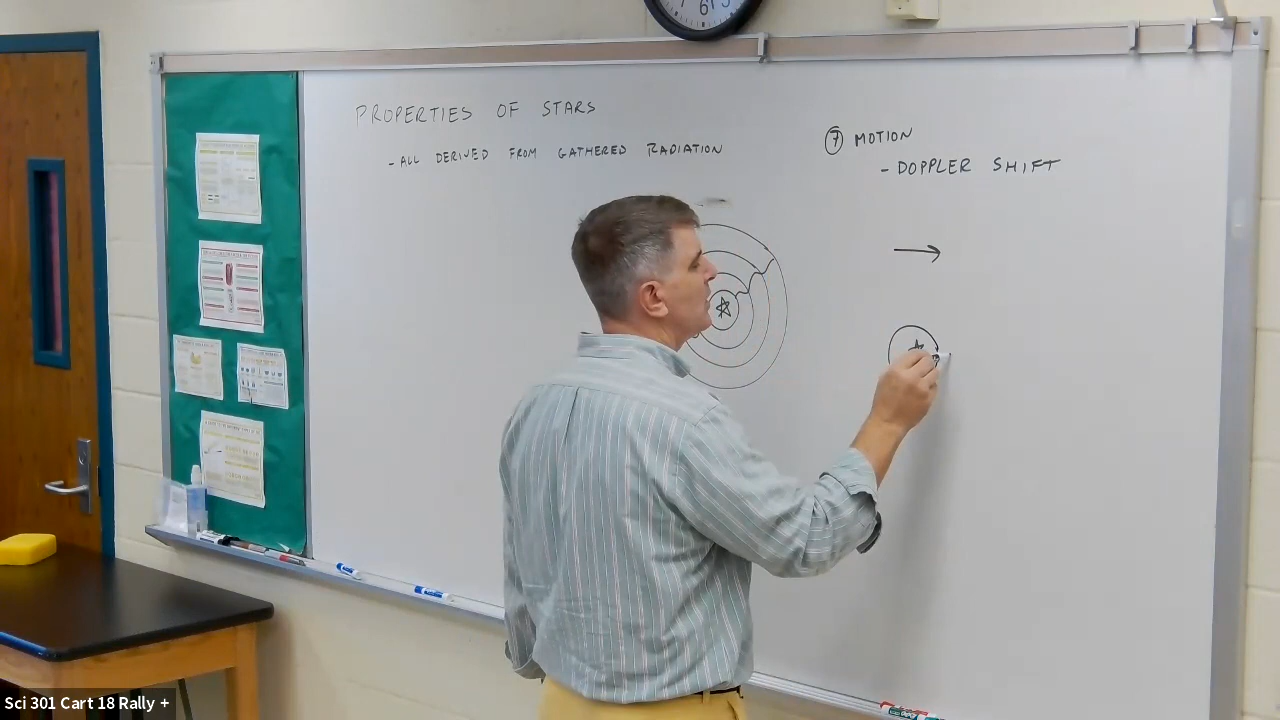 PROPERTIES OF STARS
- ALL DERIVED FROM GATHERED RADIATION
⑦ MOTION
- DOPPLER SHIFT
Sci 301 Cart 18 Rally +